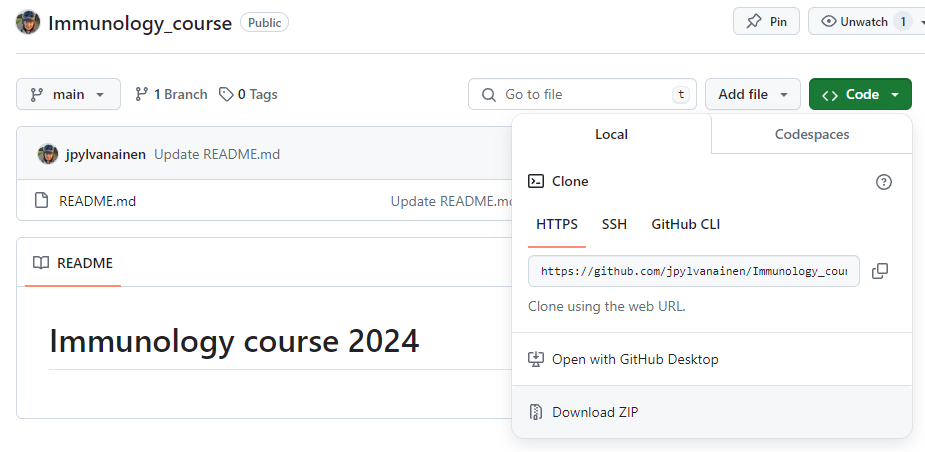 Immunology_course Public Pin Unwatch 1
main 1 Branch 0 Tags Go to file t Add file Code
Local Codespaces
jpylvanainen Update README.md
Clone
README.md Update README.mc
HTTPS SSH GitHub CLI
README
https://github.com/jpylvanainen/Immunology_cour
Clone using the web URL.
Immunology course 2024
Open with GitHub Desktop
Download ZIP